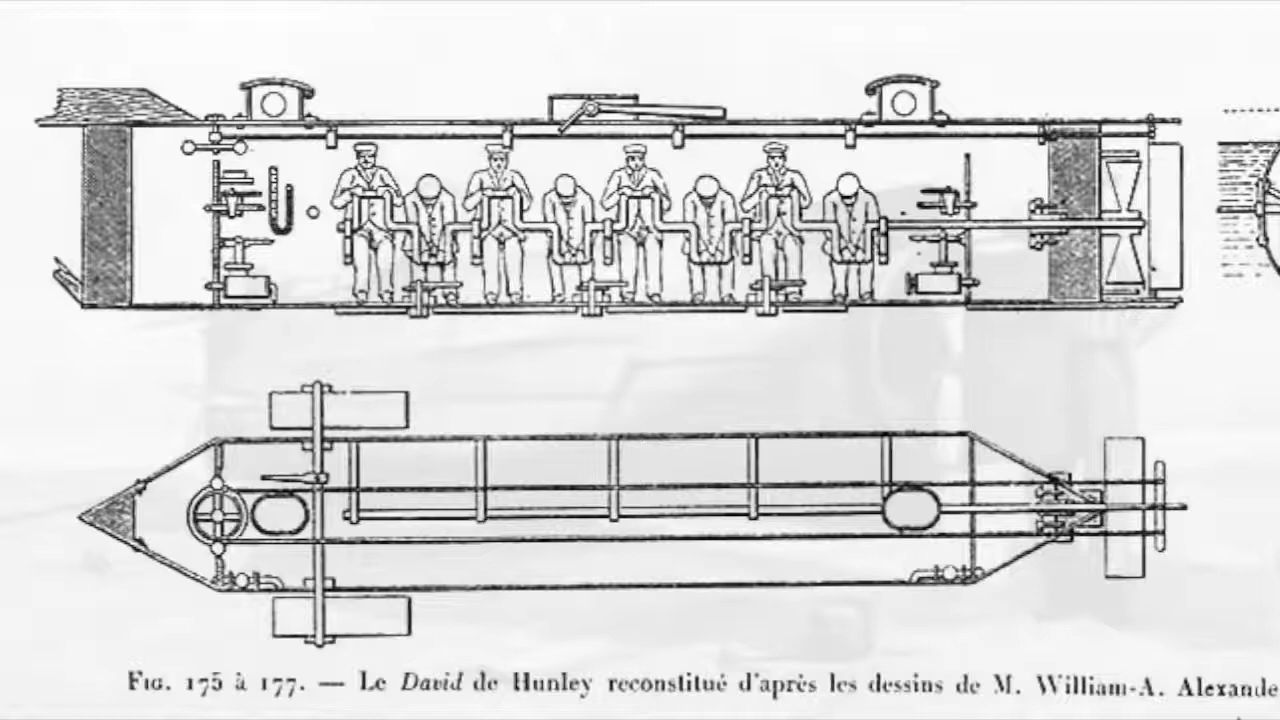 Fig. 175 à 177. — Le David de Hunley reconstitué d'après les dessins de M. William-A. Alexande